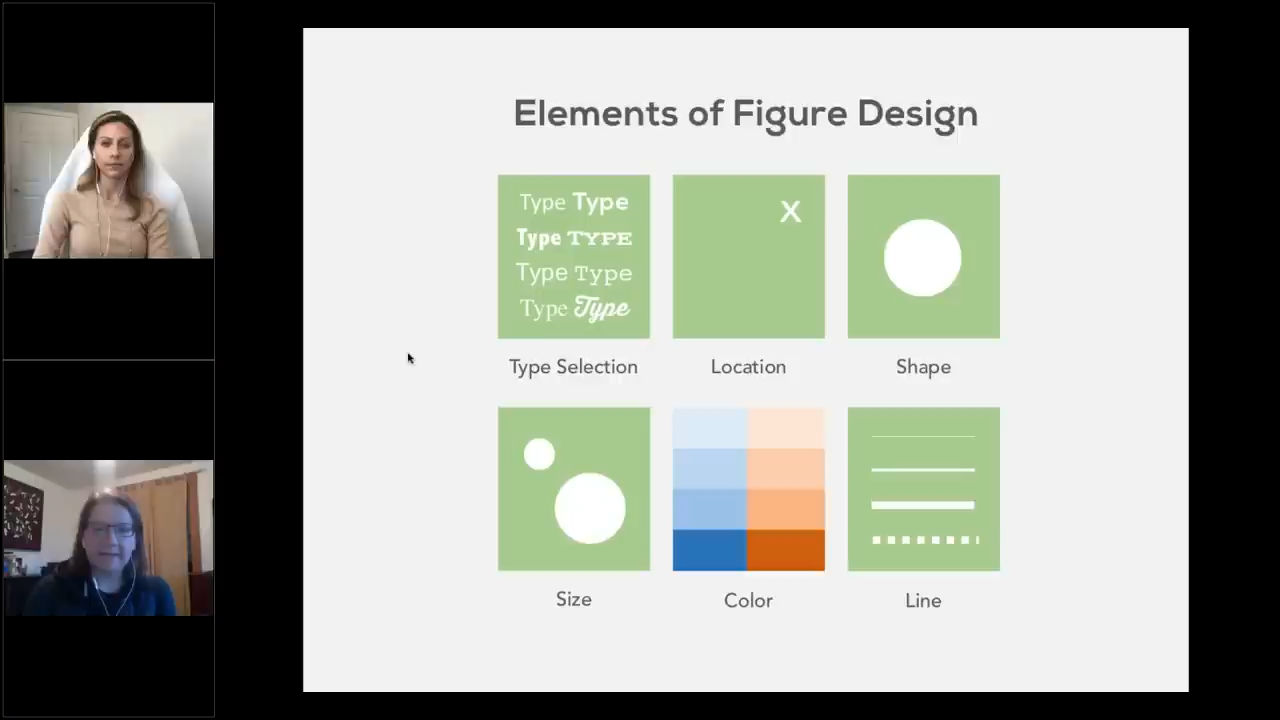 Elements of Figure Design
Type Type
Type TYPE
Type Type
Type Type
X
Type Selection
Location
Shape
Size
Color
Line